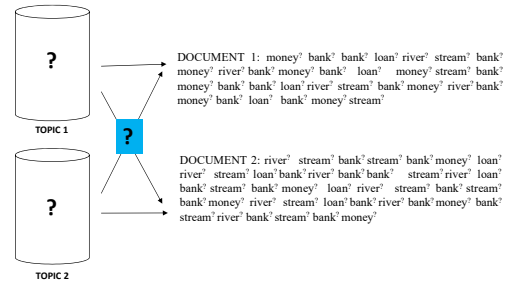 ?
TOPIC 1
?
?
TOPIC 2
DOCUMENT 1: money? bank? bank? loan? river? stream? bank?
money? river? bank? money? bank? loan? money? stream? bank?
money? bank? bank? loan? river? stream? bank? money? river? bank?
money? bank? loan? bank? money? stream?
DOCUMENT 2: river? stream? bank? stream? bank? money? loan?
river? stream? loan? bank? river? bank? bank? stream? river? loan?
bank? stream? bank? money? loan? river? stream? bank? stream?
bank? money? river? stream? loan? bank? river? bank? money? bank?
stream? river? bank? stream? bank? money?